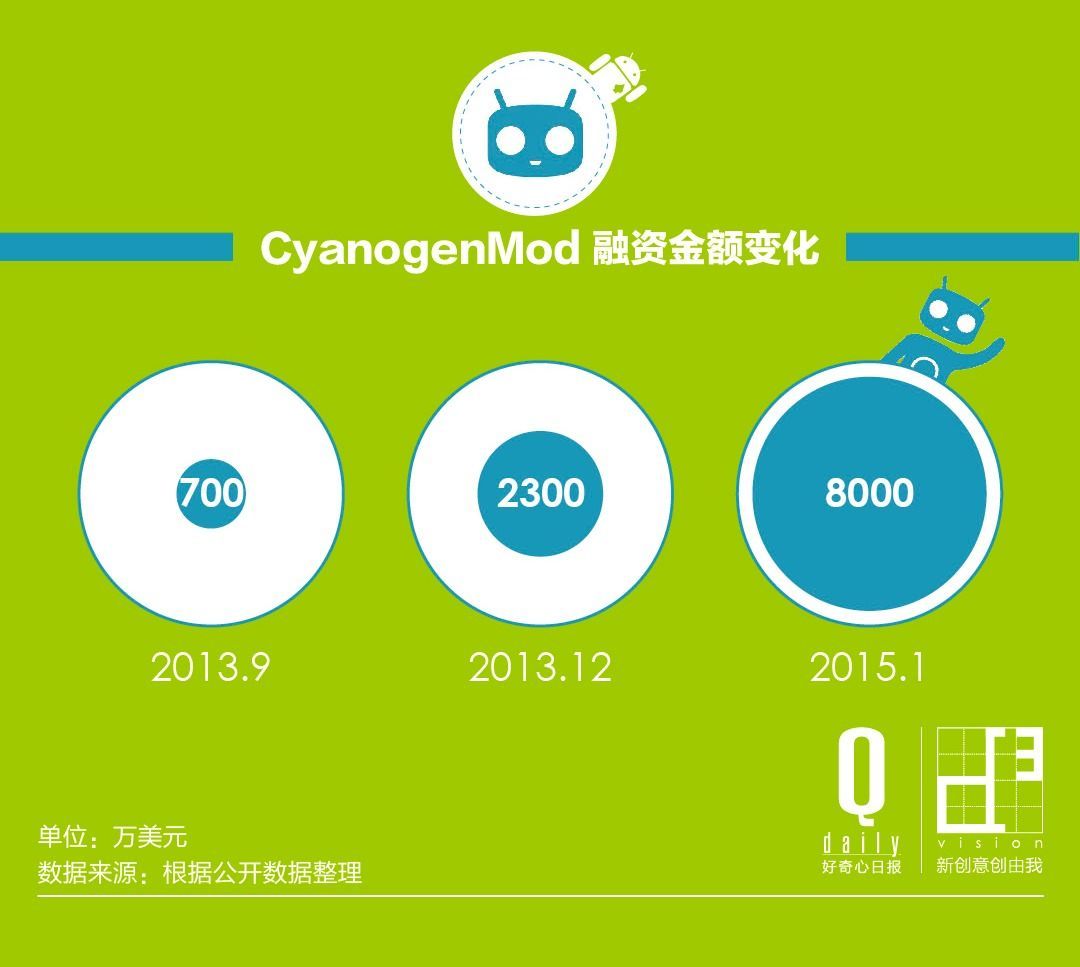 CyanogenMod 融资金额变化
700
2300
8000
2013.9
2013.12
2015.1
Q
daily
好奇心日报
d3
vision
新创意创由我
单位：万美元
数据来源：根据公开数据整理